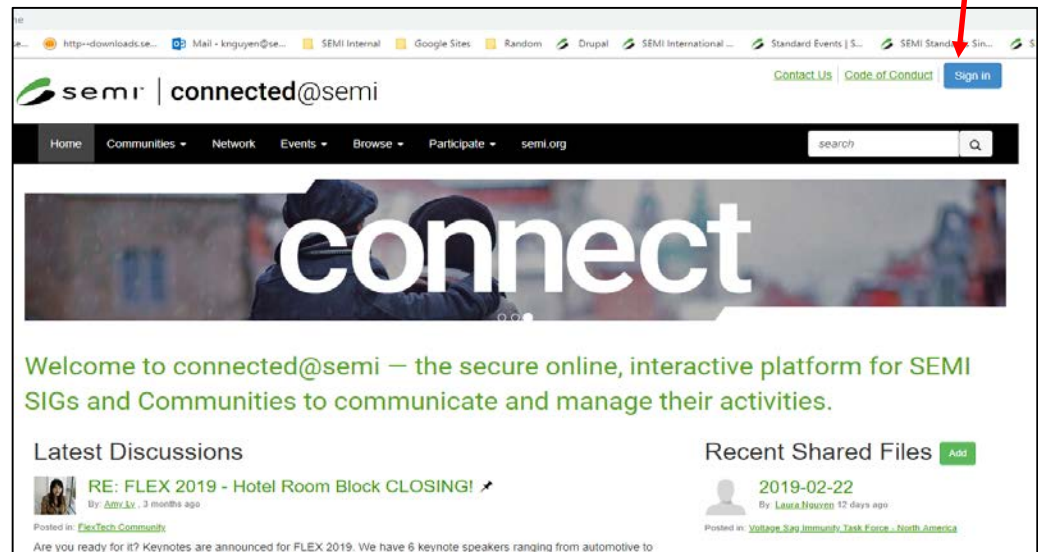 http--downloads.se... Mail - knguyen@se... SEMI Internal Google Sites Random Drupal SEMI International ... Standard Events | S... SEMI Standards Sin...
Contact Us Code of Conduct Sign in
semi | connected@semi
Home Communities Network Events Browse Participate semi.org search
connect
Welcome to connected@semi — the secure online, interactive platform for SEMI
SIGs and Communities to communicate and manage their activities.
Latest Discussions
RE: FLEX 2019 - Hotel Room Block CLOSING!
By: Amy Ly , 3 months ago
Posted in: FlexTech Community
Are you ready for it? Keynotes are announced for FLEX 2019. We have 6 keynote speakers ranging from automotive to
Recent Shared Files Add
2019-02-22
By: Laura Nguyen 12 days ago
Posted in: Voltage Sag Immunity Task Force - North America